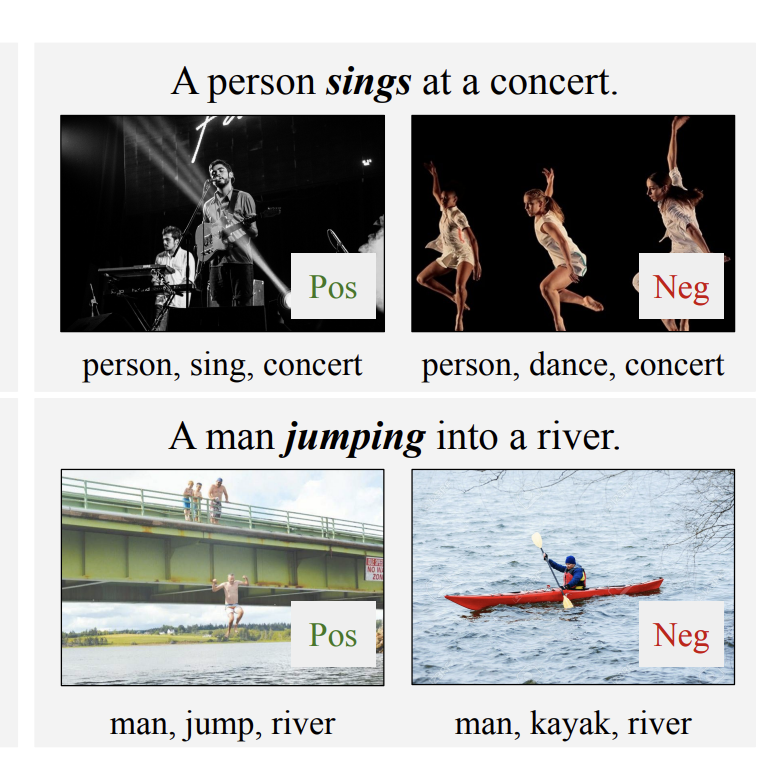 A person sings at a concert.
Pos
Neg
person, sing, concert
person, dance, concert
A man jumping into a river.
Pos
Neg
man, jump, river
man, kayak, river